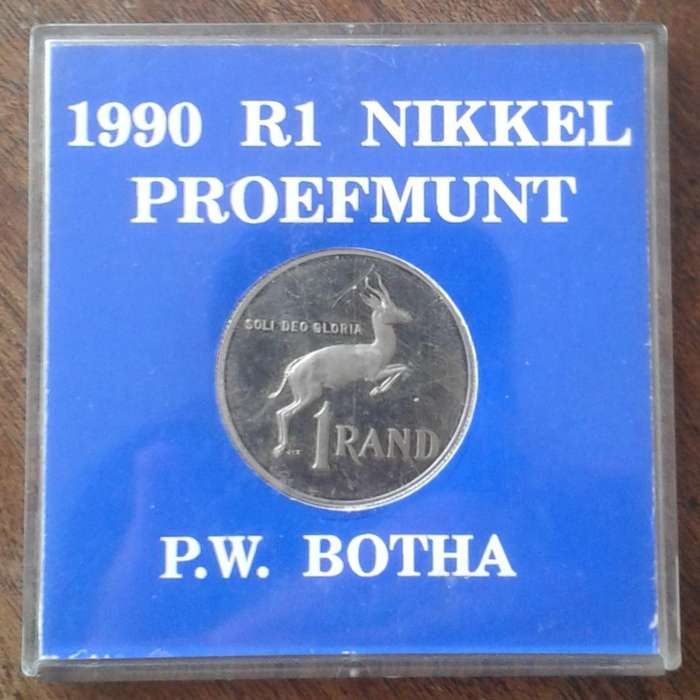 1990 R1 NIKKEL
PROEFMUNT
SOLI DEO GLORIA
1 RAND
P.W. BOTHA